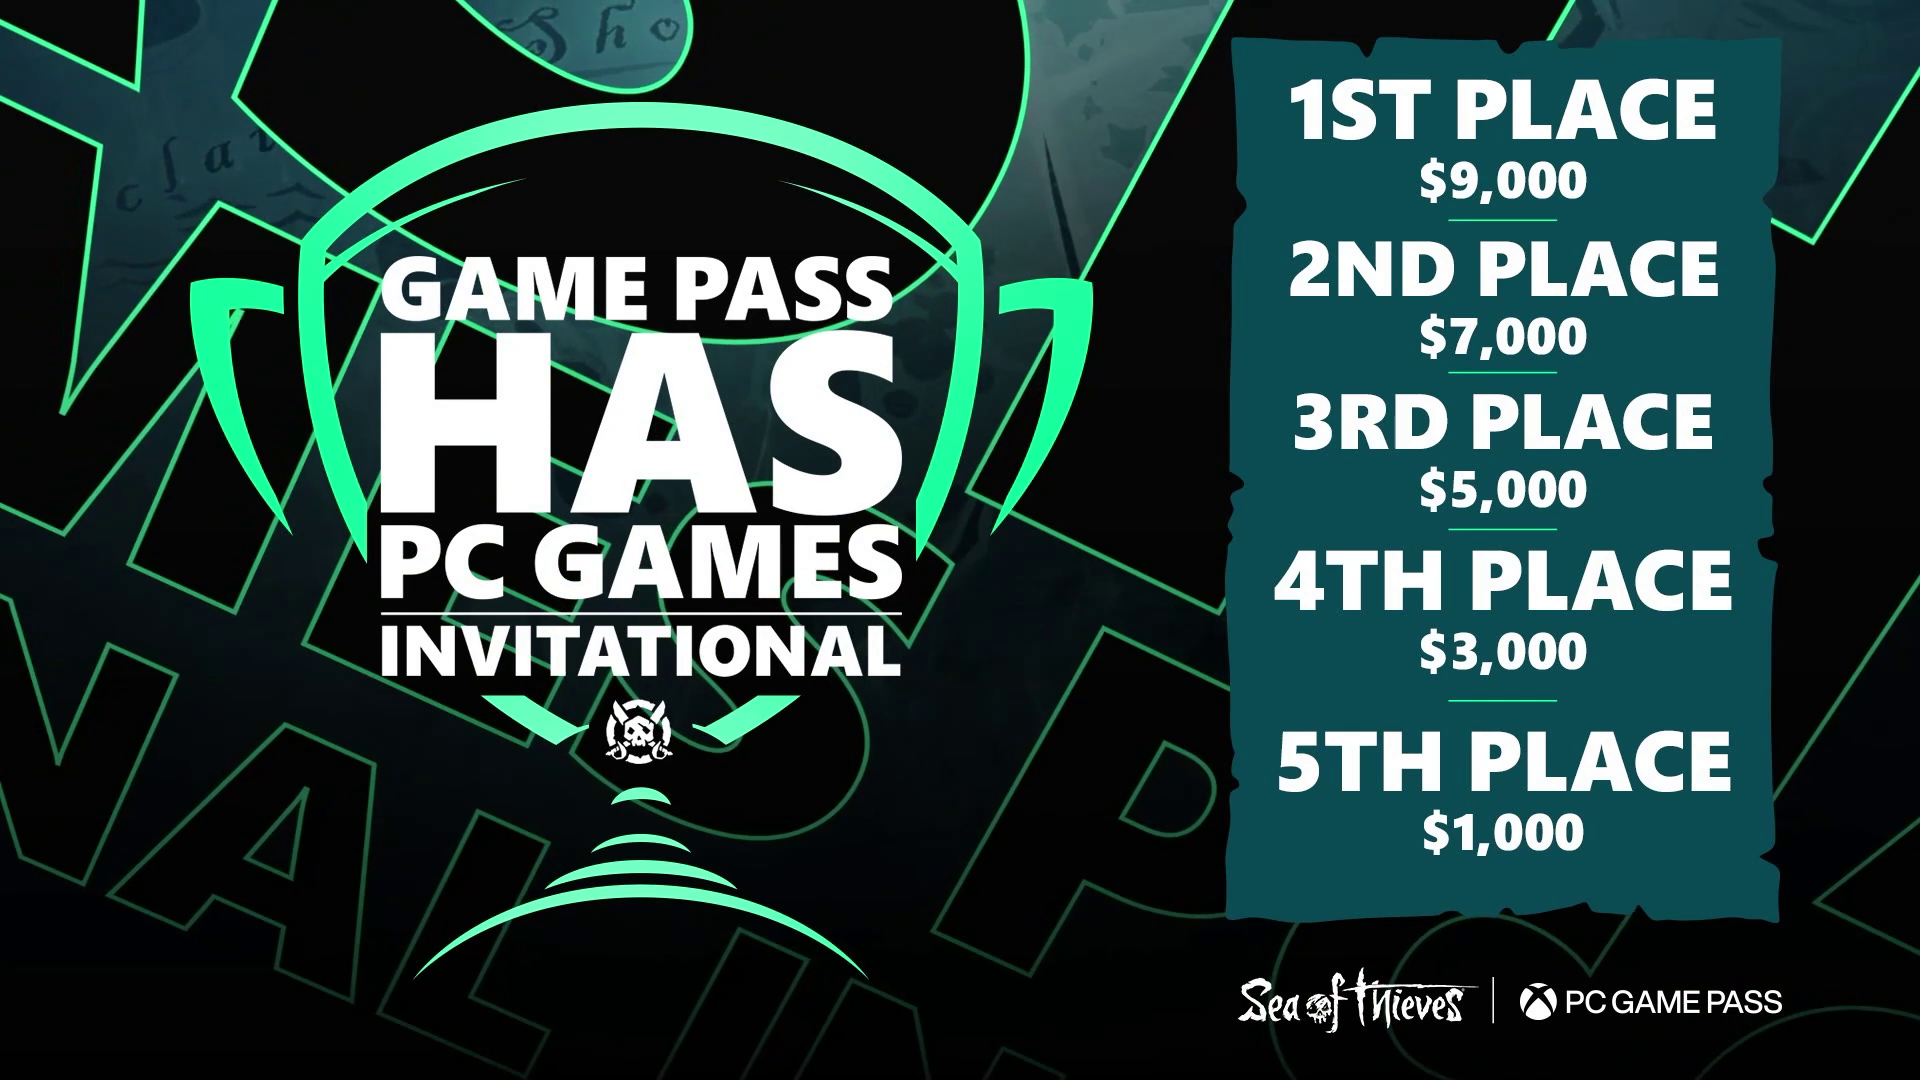 GAME PASS
HAS
PC GAMES
INVITATIONAL
1ST PLACE
$9,000
2ND PLACE
$7,000
3RD PLACE
$5,000
4TH PLACE
$3,000
5TH PLACE
$1,000
Sea of Thieves
PC GAME PASS